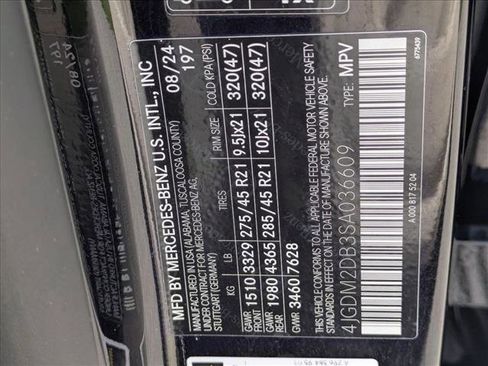 MFD BY MERCEDES-BENZ U.S. INTL., INC
MANUFACTURED IN USA (ALABAMA, TUSCALOOSA COUNTY)
FOR MERCEDES-BENZ AG,
STUTTGART (GERMANY)
08/24
197
KG LB TIRES RIM SIZE COLD KPA (PSI)
GAWR FRONT 1510 3329 275/45 R21 9.5Jx21 320(47)
GAWR REAR 1980 4365 285/45 R21 10Jx21 320(47)
GVWR 3460 7628
THIS VEHICLE CONFORMS TO ALL APPLICABLE FEDERAL MOTOR VEHICLE SAFETY
STANDARDS IN EFFECT ON THE DATE OF MANUFACTURE SHOWN ABOVE.
4JGDM2DB3SA036609 TYPE: MPV
A 000 817 52 04
6775439